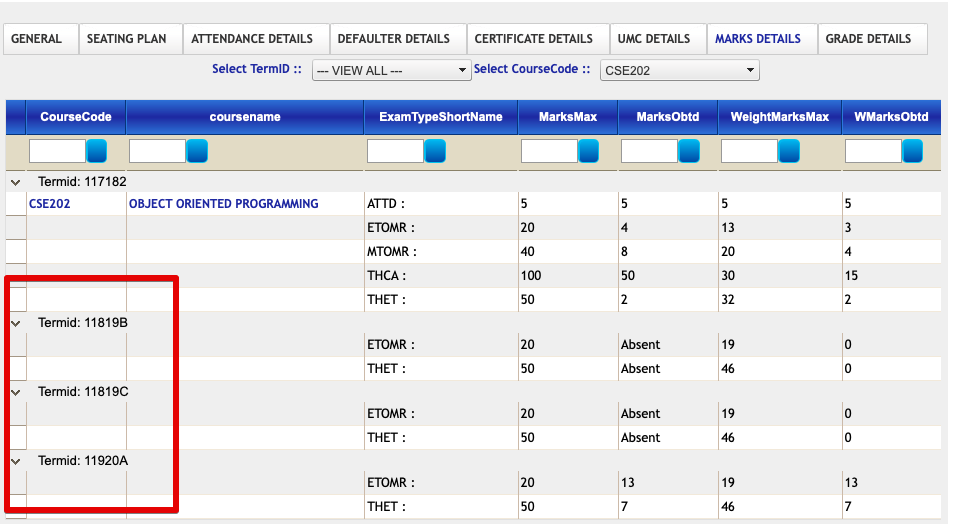 GENERAL SEATING PLAN ATTENDANCE DETAILS DEFAULTER DETAILS CERTIFICATE DETAILS UMC DETAILS MARKS DETAILS GRADE DETAILS
Select TermID :: --- VIEW ALL --- Select CourseCode :: CSE202
CourseCode coursename ExamTypeShortName MarksMax MarksObtd WeightMarksMax WMarksObtd
Termid: 117182
CSE202 OBJECT ORIENTED PROGRAMMING ATTD : 5 5 5 5
ETOMR : 20 4 13 3
MTOMR : 40 8 20 4
THCA : 100 50 30 15
THET : 50 2 32 2
Termid: 11819B
ETOMR : 20 Absent 19 0
THET : 50 Absent 46 0
Termid: 11819C
ETOMR : 20 Absent 19 0
THET : 50 Absent 46 0
Termid: 11920A
ETOMR : 20 13 19 13
THET : 50 7 46 7